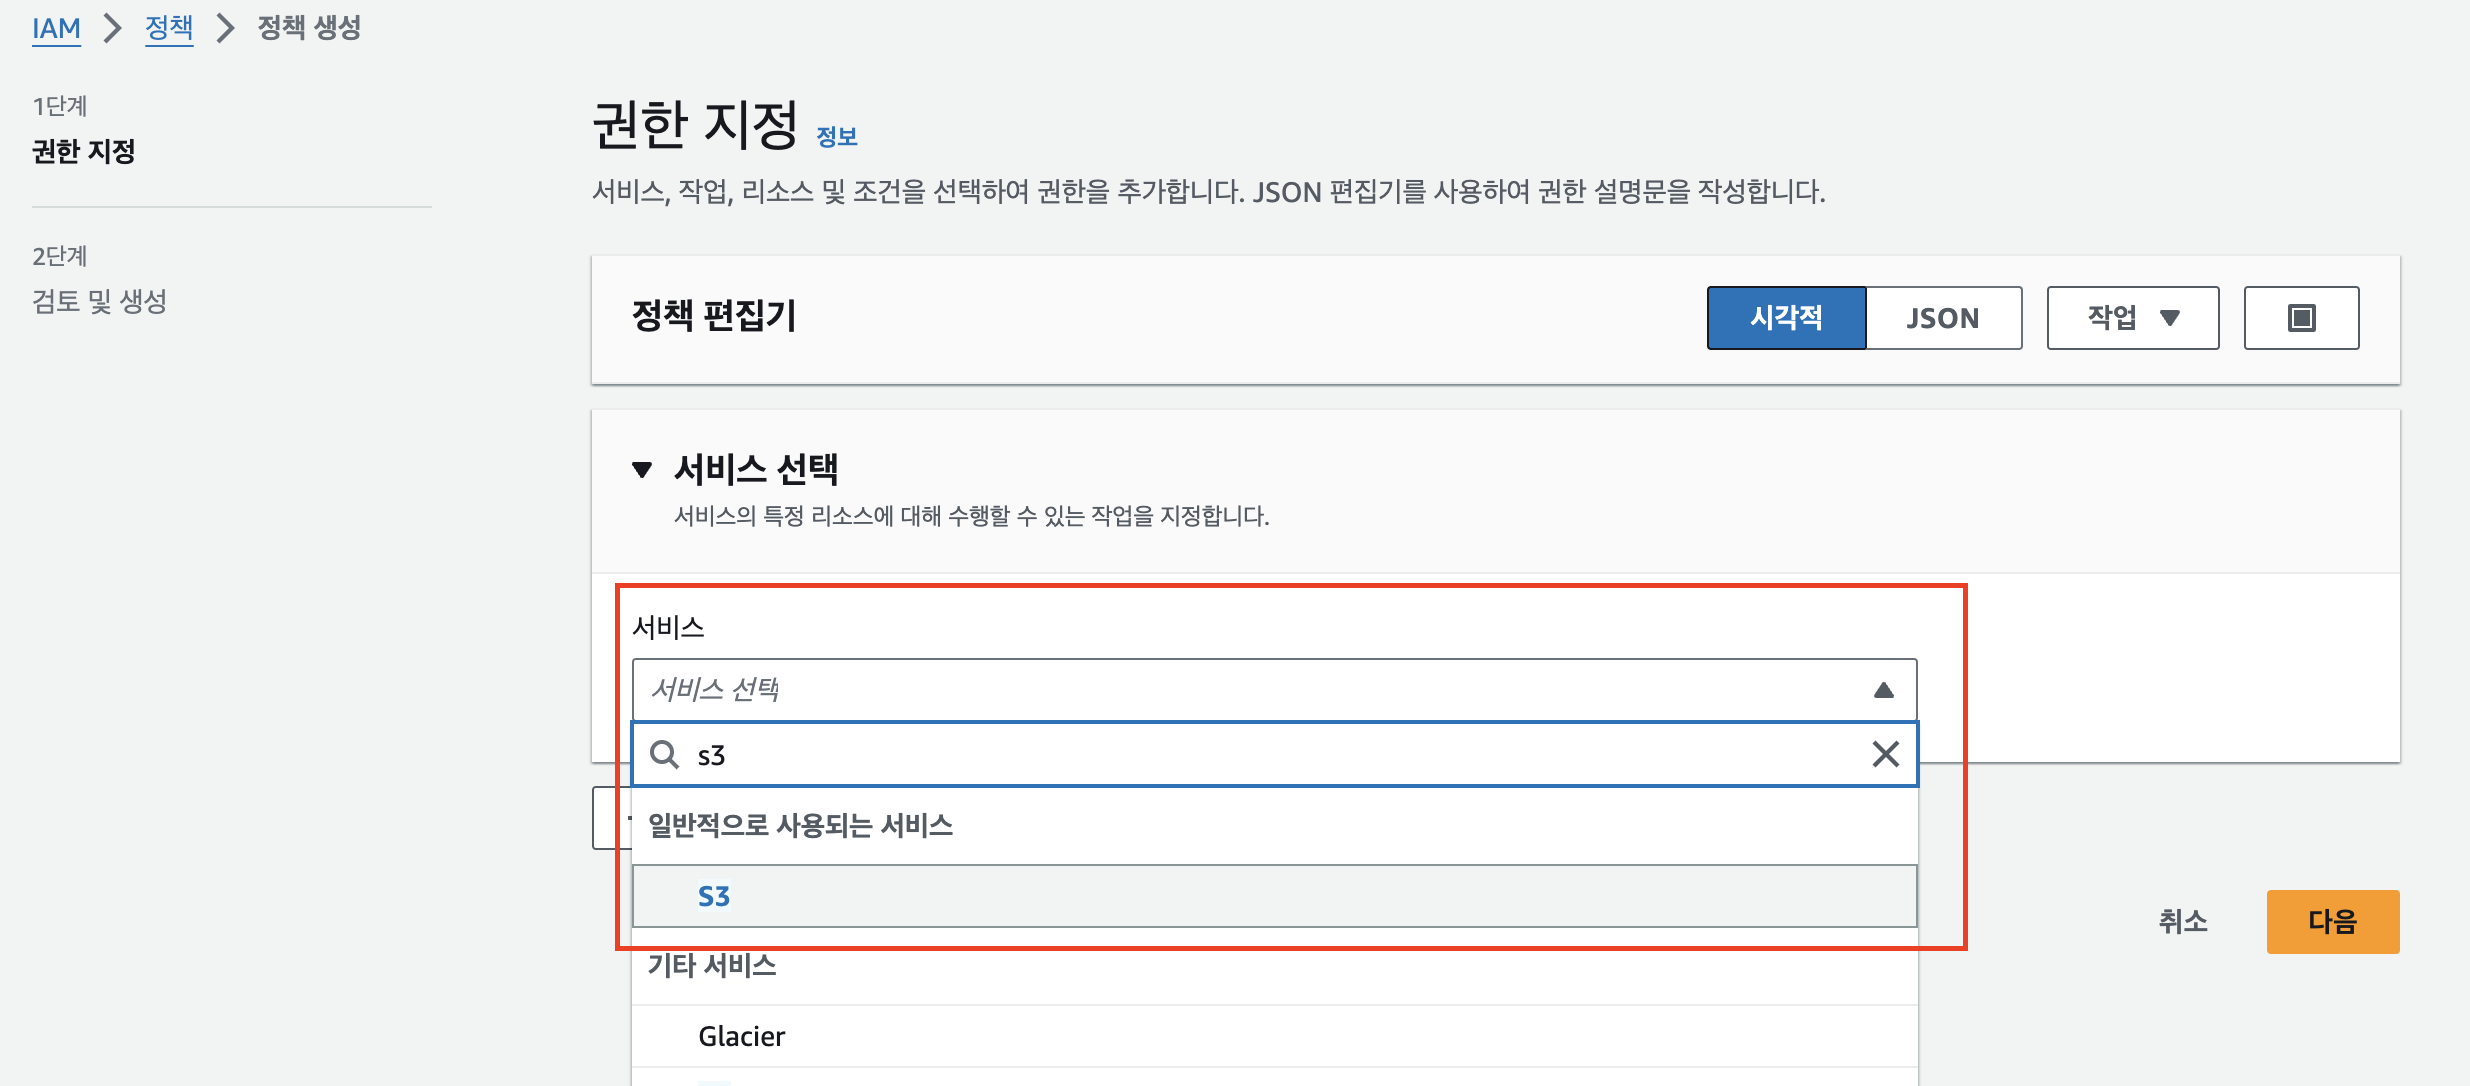 IAM 정책 정책 생성
1단계
권한 지정
2단계
검토 및 생성
권한 지정 정보
서비스, 작업, 리소스 및 조건을 선택하여 권한을 추가합니다. JSON 편집기를 사용하여 권한 설명문을 작성합니다.
정책 편집기 시각적 JSON 작업
서비스 선택
서비스의 특정 리소스에 대해 수행할 수 있는 작업을 지정합니다.
서비스
서비스 선택
s3
일반적으로 사용되는 서비스
S3
기타 서비스
Glacier
취소 다음